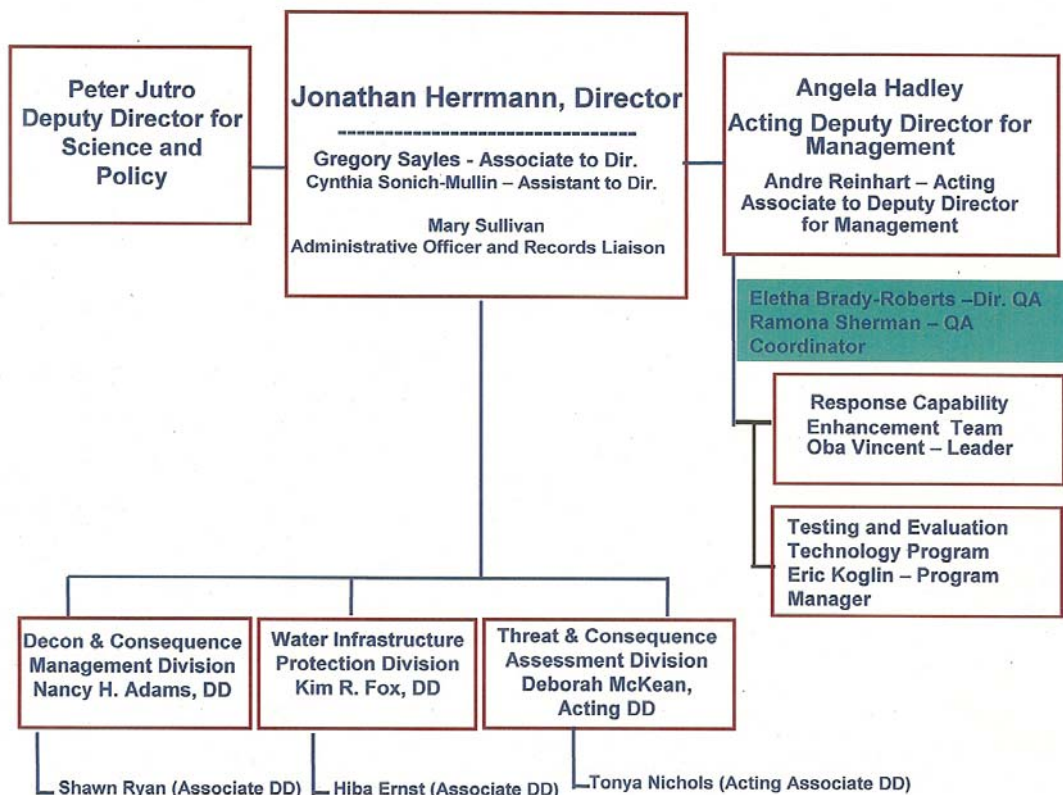 Peter Jutro
Deputy Director for
Science and
Policy
Jonathan Herrmann, Director
----------------------------------
Gregory Sayles - Associate to Dir.
Cynthia Sonich-Mullin – Assistant to Dir.
Mary Sullivan
Administrative Officer and Records Liaison
Angela Hadley
Acting Deputy Director for
Management
Andre Reinhart – Acting
Associate to Deputy Director
for Management
Eletha Brady-Roberts –Dir. QA
Ramona Sherman – QA
Coordinator
Response Capability
Enhancement Team
Oba Vincent – Leader
Testing and Evaluation
Technology Program
Eric Koglin – Program
Manager
Decon & Consequence
Management Division
Nancy H. Adams, DD
Water Infrastructure
Protection Division
Kim R. Fox, DD
Threat & Consequence
Assessment Division
Deborah McKean,
Acting DD
Shawn Ryan (Associate DD)
Hiba Ernst (Associate DD)
Tonya Nichols (Acting Associate DD)